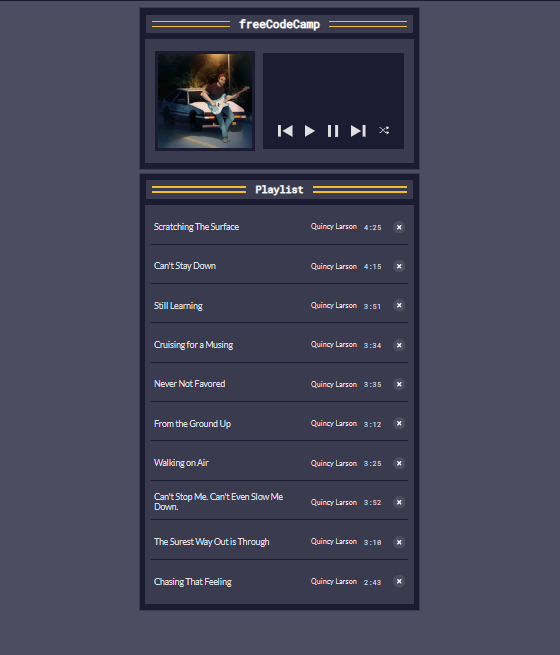 freeCodeCamp
Playlist
Scratching The Surface Quincy Larson 4:25
Can't Stay Down Quincy Larson 4:15
Still Learning Quincy Larson 3:51
Cruising for a Musing Quincy Larson 3:34
Never Not Favored Quincy Larson 3:35
From the Ground Up Quincy Larson 3:12
Walking on Air Quincy Larson 3:25
Can't Stop Me. Can't Even Slow Me
Down. Quincy Larson 3:52
The Surest Way Out is Through Quincy Larson 3:10
Chasing That Feeling Quincy Larson 2:43